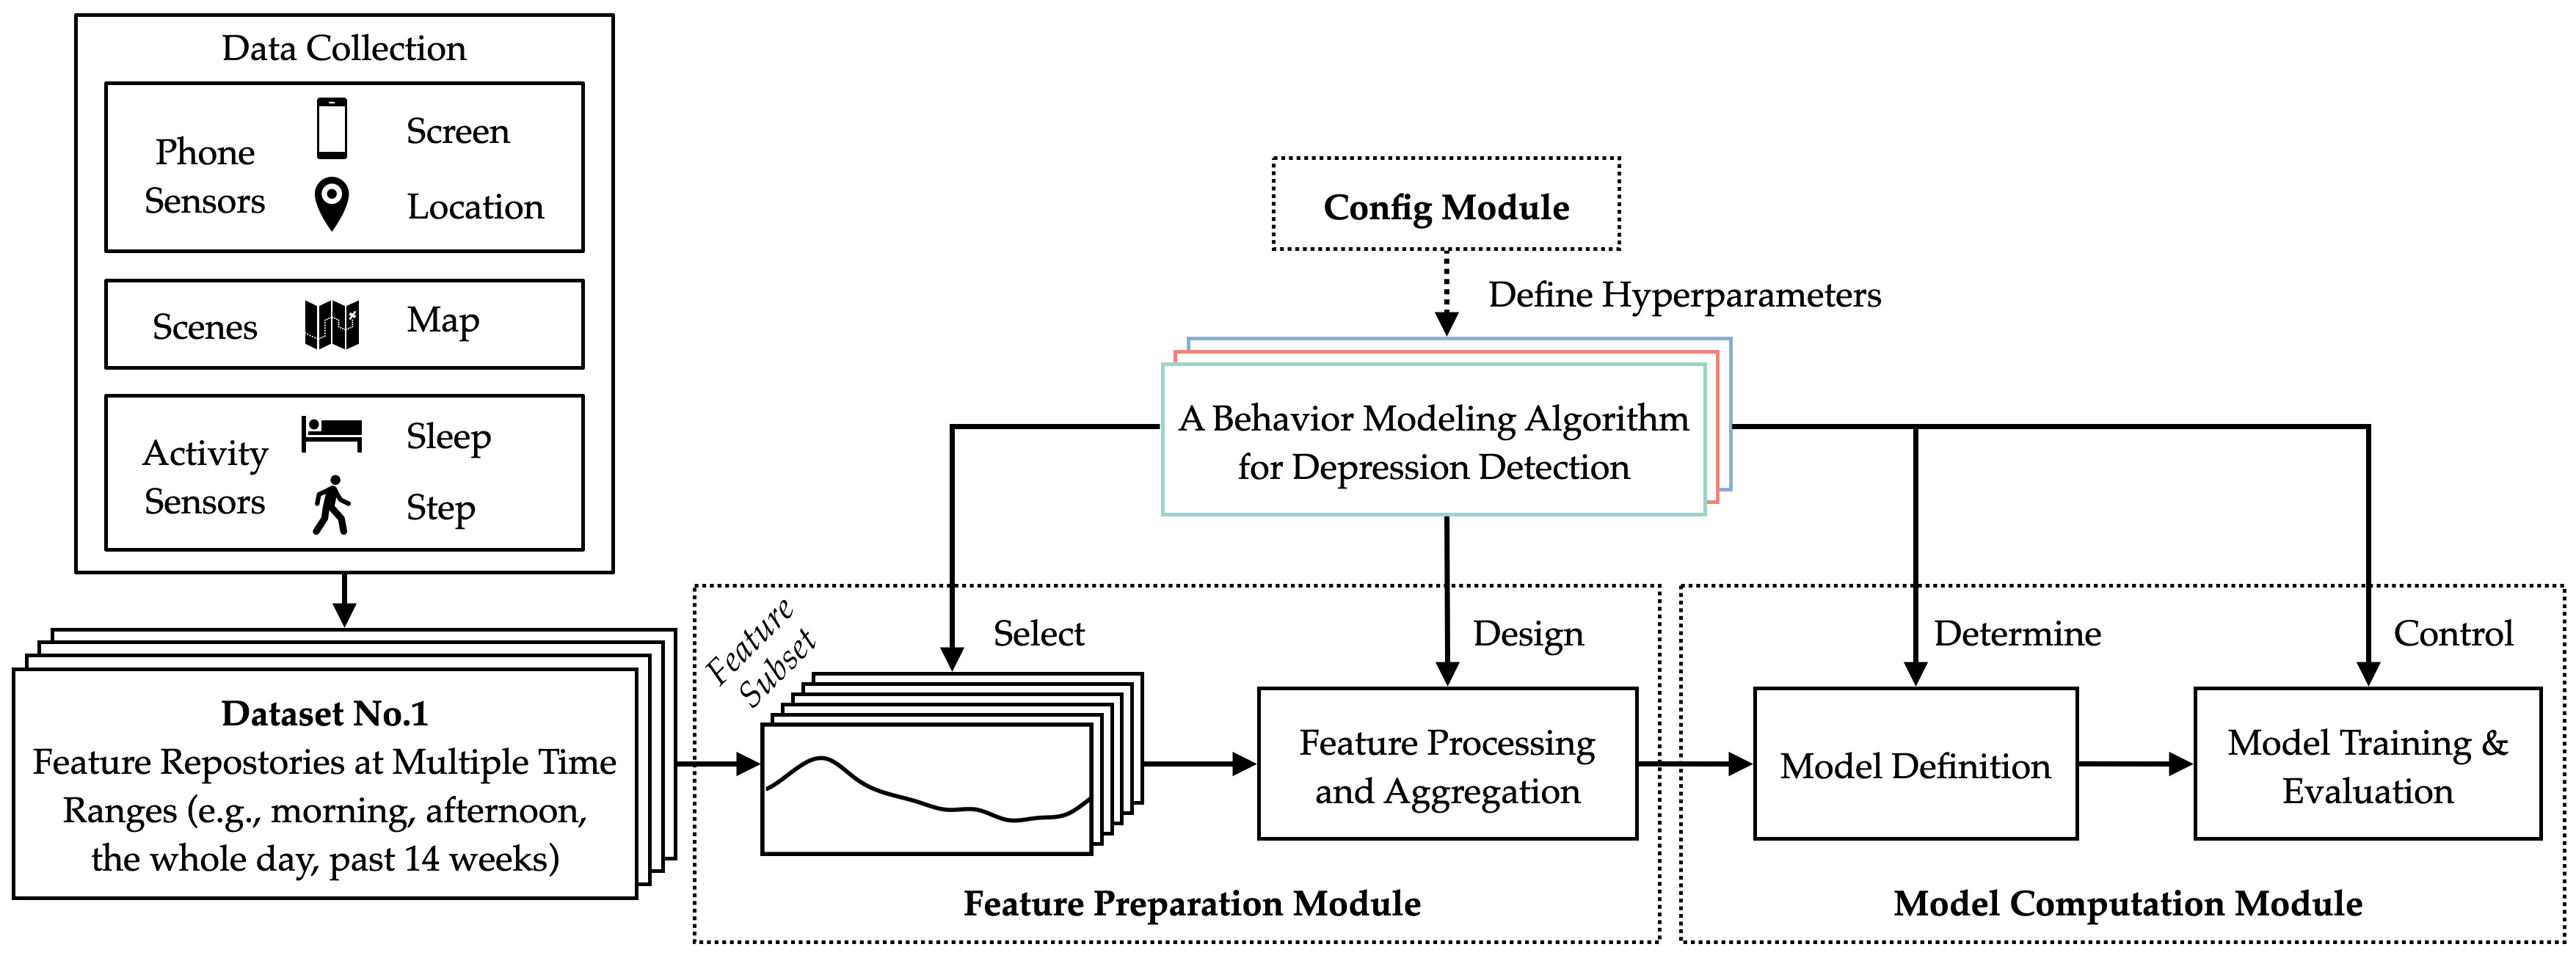 Data Collection
Phone
Sensors
Screen
Location
Scenes
Map
Activity
Sensors
Sleep
Step
Dataset No.1
Feature Repostories at Multiple Time
Ranges (e.g., morning, afternoon,
the whole day, past 14 weeks)
Config Module
Define Hyperparameters
A Behavior Modeling Algorithm
for Depression Detection
Feature
Subset
Select
Design
Determine
Control
Feature Processing
and Aggregation
Model Definition
Model Training &
Evaluation
Feature Preparation Module
Model Computation Module